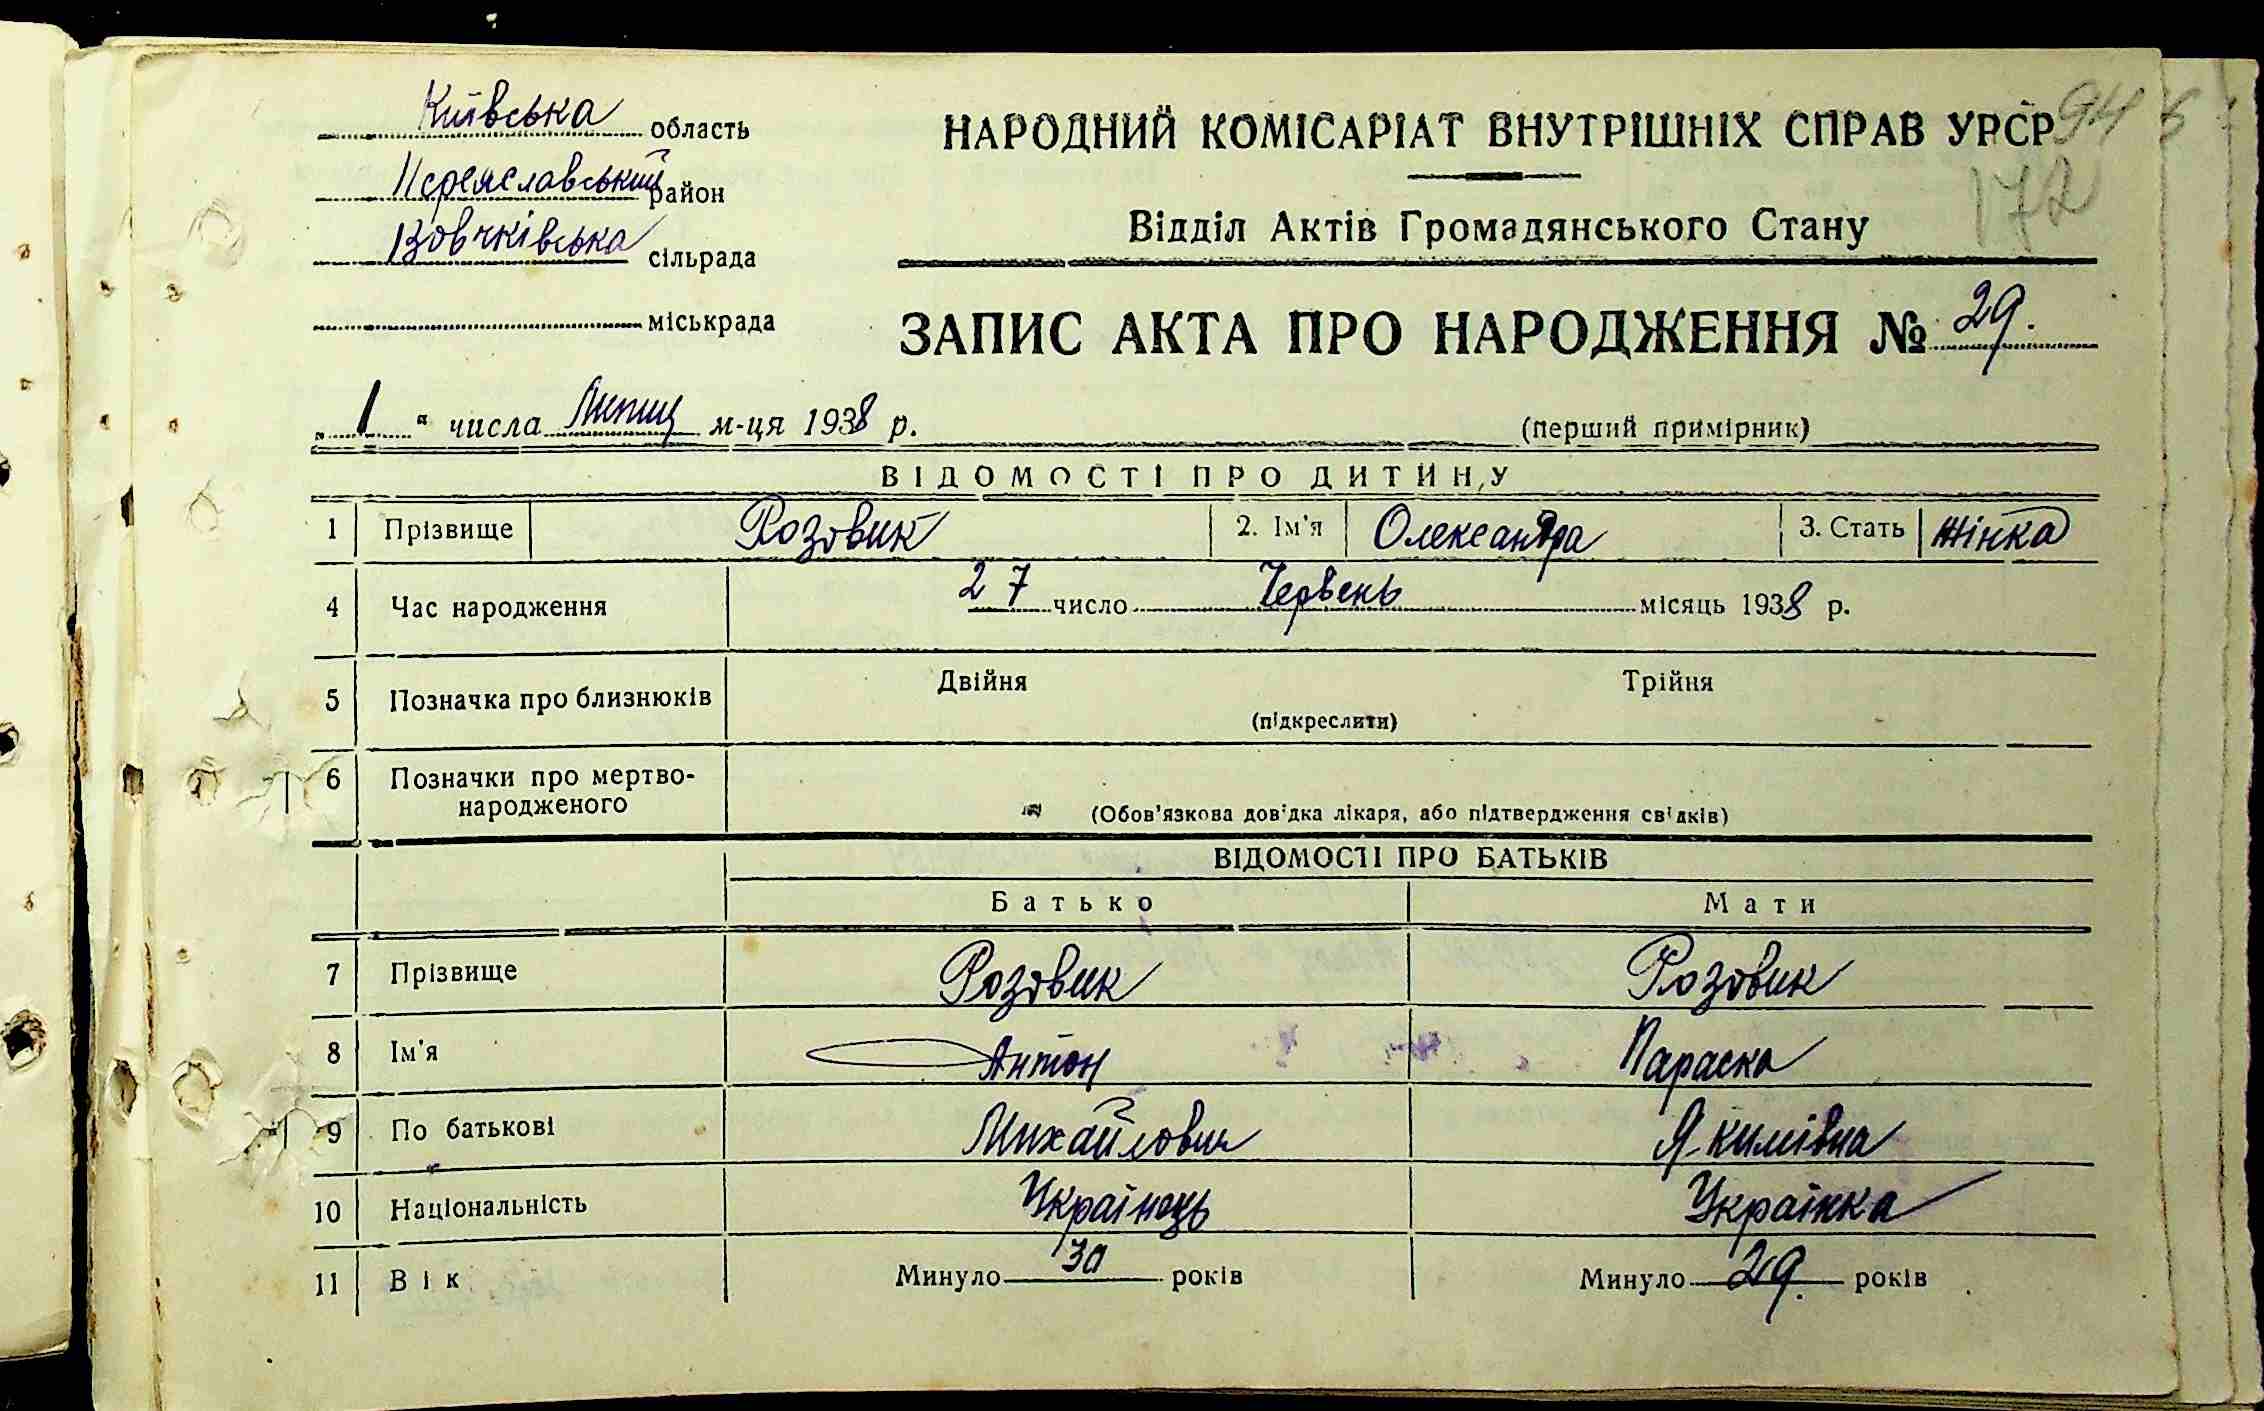 Київська область
Переяславський район
Вовчківська сільрада
міськрада
НАРОДНИЙ КОМІСАРІАТ ВНУТРІШНІХ СПРАВ УРСР
94
172
Відділ Актів Громадянського Стану
ЗАПИС АКТА ПРО НАРОДЖЕННЯ № 29.
„ 1 “ числа Липня м-ця 1938 р.
(перший примірник)
ВІДОМОСТІ ПРО ДИТИНУ
1 Прізвище Розовик 2. Ім'я Олександра 3. Стать жінка
4 Час народження 27 число Червень місяць 1938 р.
5 Позначка про близнюків Двійня Трійня
(підкреслити)
6 Позначки про мертво-
народженого (Обов'язкова довідка лікаря, або підтвердження свідків)
ВІДОМОСТІ ПРО БАТЬКІВ
Батько Мати
7 Прізвище Розовик Розовик
8 Ім'я Антон Параска
9 По батькові Михайлович Якимівна
10 Національність Українець Українка
11 Вік Минуло 30 років Минуло 29. років